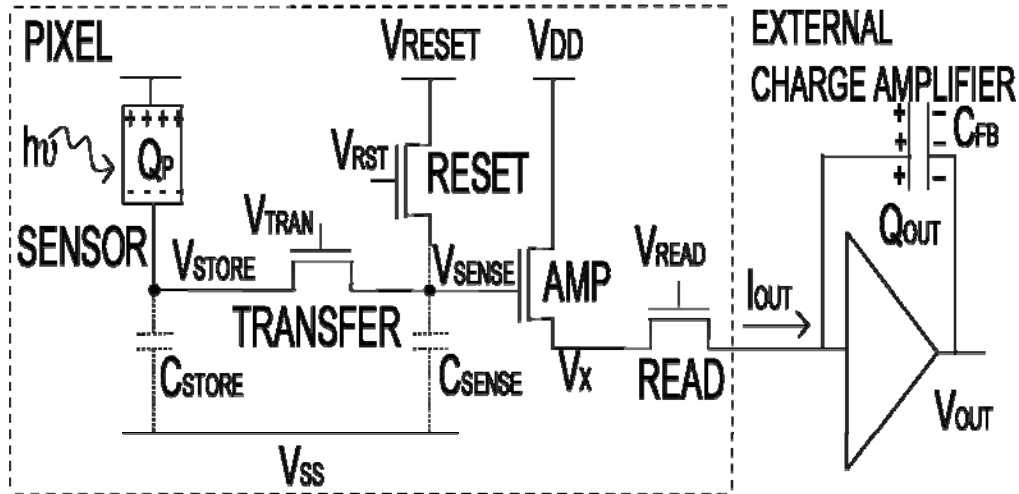 PIXEL
VRESET
VDD
EXTERNAL
CHARGE AMPLIFIER
+ + + +
hυ
QP
- - - -
VRST
RESET
+ -
+ -
+ -
CFB
QOUT
SENSOR
VTRAN
VSTORE
VSENSE
AMP
VREAD
IOUT
TRANSFER
CSTORE
CSENSE
VX
READ
VOUT
VSS